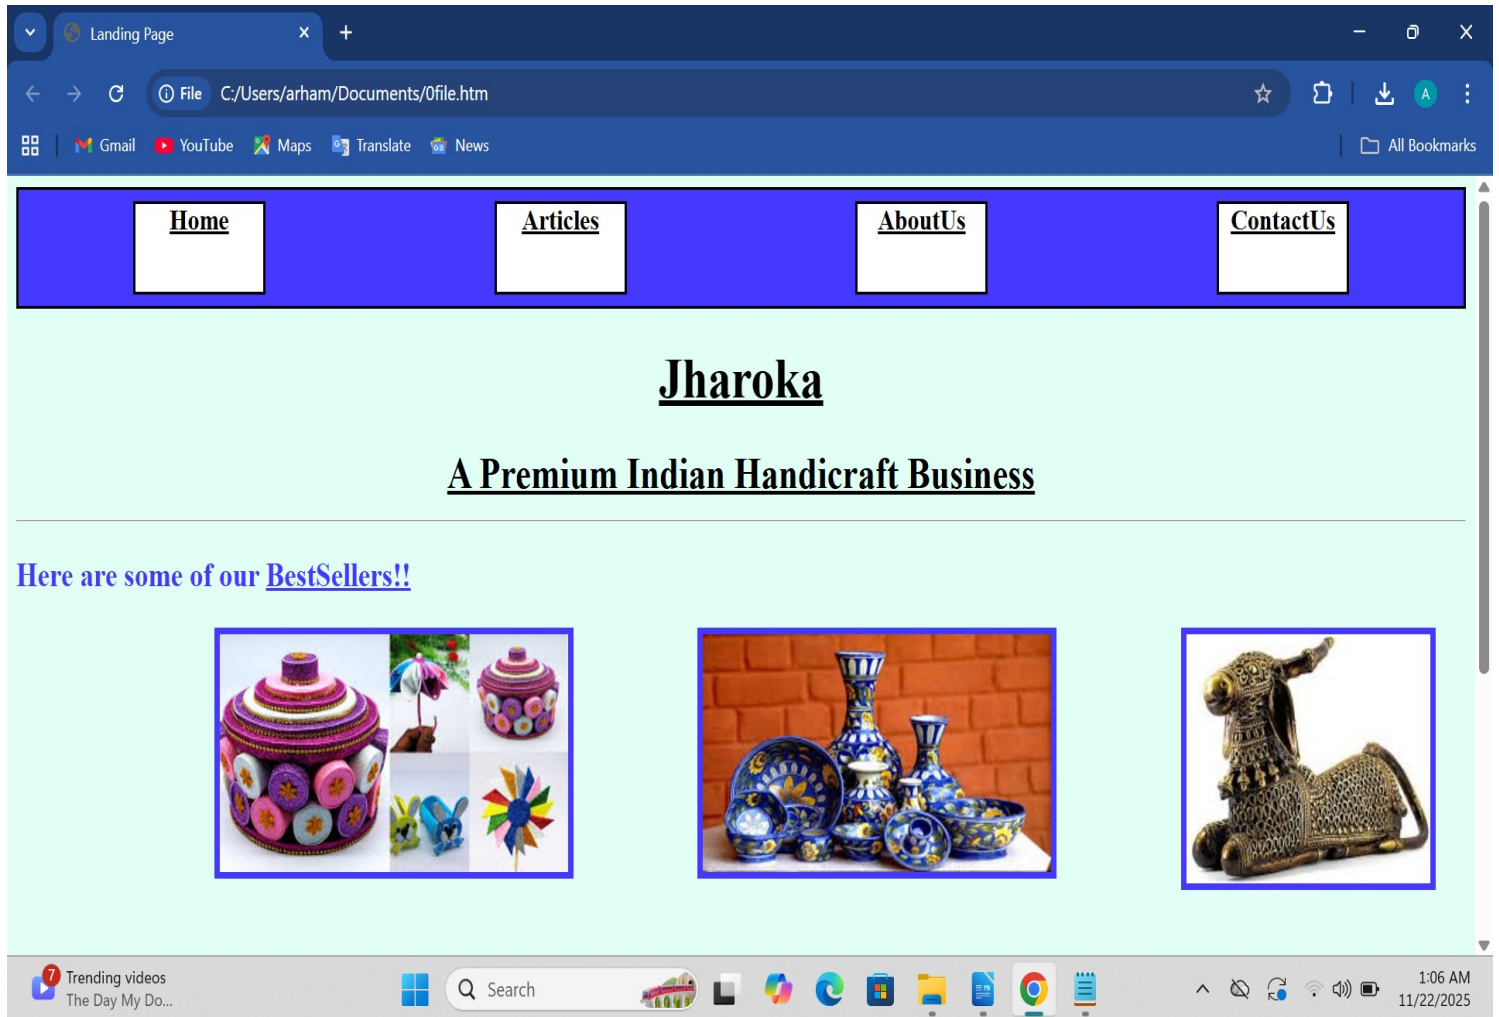 Landing Page
File C:/Users/arham/Documents/0file.htm
A
Gmail YouTube Maps Translate News All Bookmarks
Home Articles AboutUs ContactUs
Jharoka
A Premium Indian Handicraft Business
Here are some of our BestSellers!!
7 Trending videos
The Day My Do...
Search
1:06 AM
11/22/2025